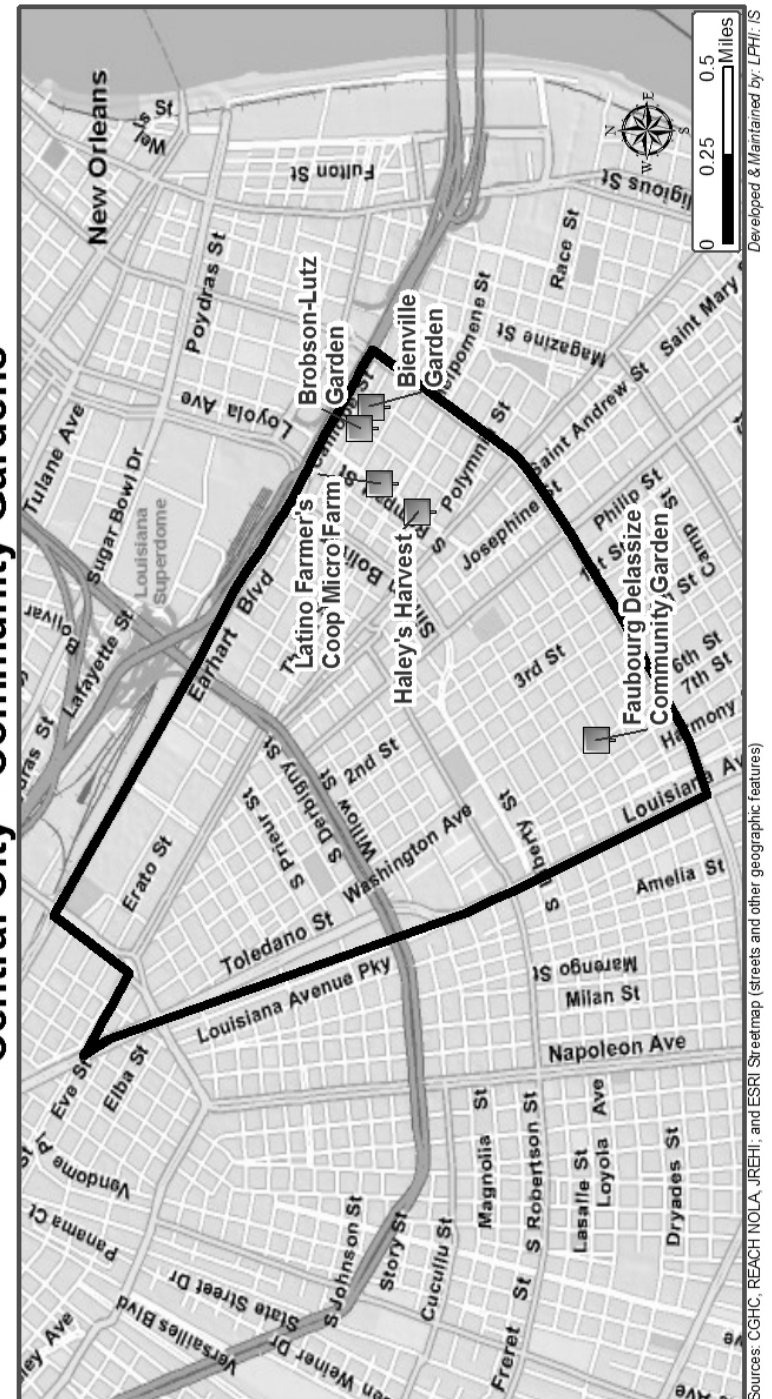 Central City - Community Gardens
New Orleans
Tulane Ave
Sugar Bowl Dr
Louisiana
Superdome
Lafayette St
Poydras St
Loyola Ave
Fulton St
Wells
St
Earhart Blvd
Erato St
S Prieur St
S Derbigny St
Willow St
2nd St
Washington Ave
Toledano St
Louisiana Avenue Pky
Eve St
Elba St
Vendome Pl
Panama Ct
State Street Dr
Versailles Blvd
S Johnson St
Story St
Cucullu St
Freret St
Magnolia St
S Robertson St
Lasalle St
Loyola Ave
Dryades St
Napoleon Ave
Milan St
Marengo St
Amelia St
S Liberty St
3rd St
6th St
7th St
Camp
Philip St
Josephine St
Saint Andrew St
Magazine St
Race St
Brobson-Lutz
Garden
Bienville
Garden
Latino Farmer's
Coop Micro Farm
Haley's Harvest
Faubourg Delassize
Community Garden
N
W
E
S
0 0.25 0.5
Miles
Sources: CGHC, REACH NOLA, JREHI; and ESRI Streetmap (streets and other geographic features)
Developed & Maintained by: LPHI: IS